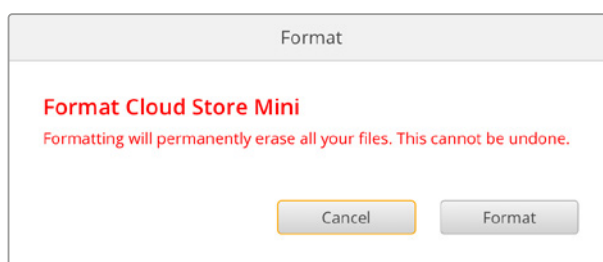 Format
Format Cloud Store Mini
Formatting will permanently erase all your files. This cannot be undone.
Cancel Format